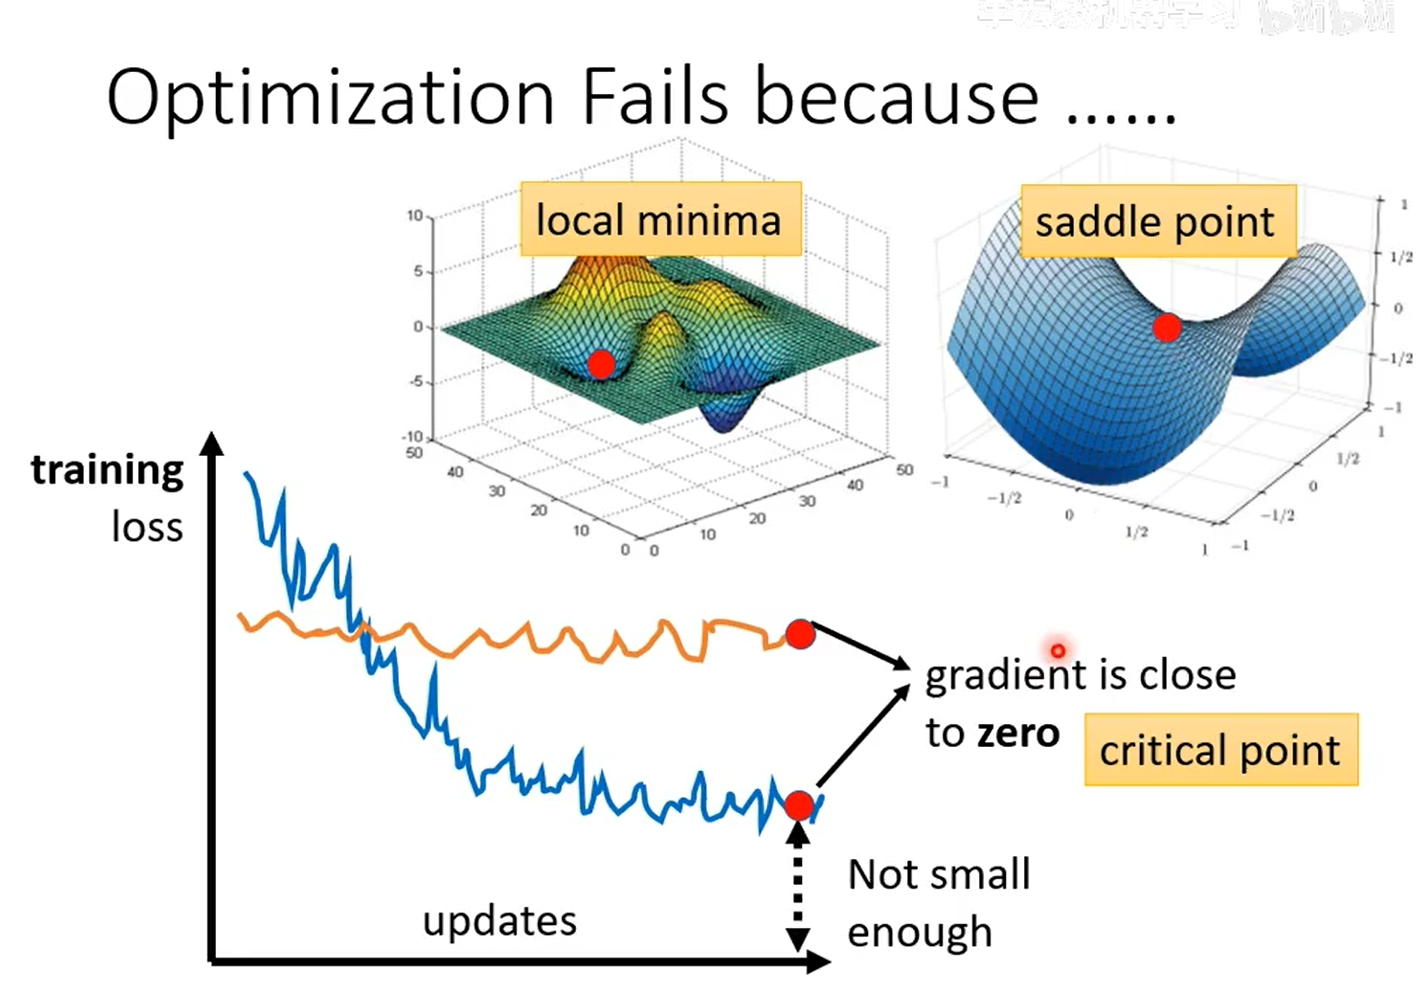 Optimization Fails because ......
local minima
saddle point
10
5
0
-5
-10
50
40
30
20
10
0
0
10
20
30
40
50
1
1/2
0
-1/2
-1
-1
-1/2
0
1/2
1
-1
-1/2
0
1/2
1
training
loss
gradient is close
to zero
critical point
Not small
enough
updates